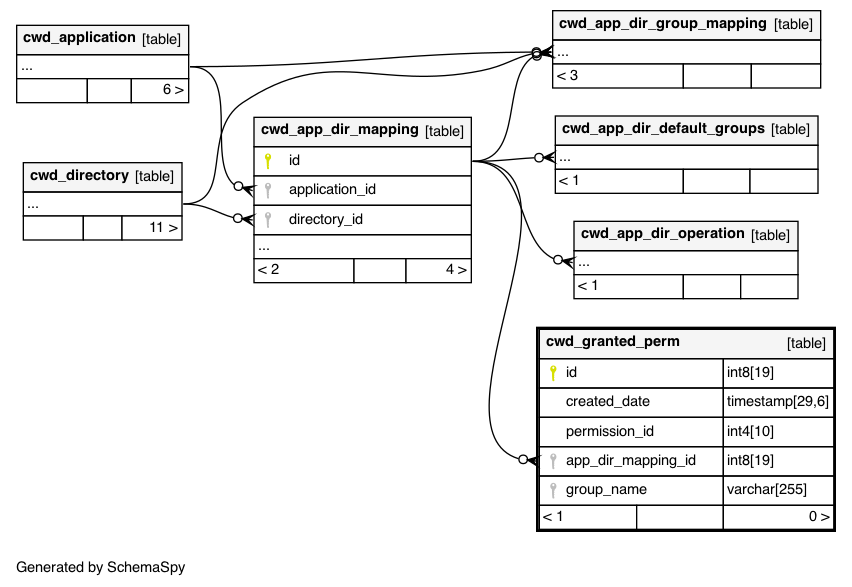 cwd_application [table]
...
6 >
cwd_directory [table]
...
11 >
cwd_app_dir_mapping [table]
id
application_id
directory_id
...
< 2 4 >
cwd_app_dir_group_mapping [table]
...
< 3
cwd_app_dir_default_groups [table]
...
< 1
cwd_app_dir_operation [table]
...
< 1
cwd_granted_perm [table]
id int8[19]
created_date timestamp[29,6]
permission_id int4[10]
app_dir_mapping_id int8[19]
group_name varchar[255]
< 1 0 >
Generated by SchemaSpy